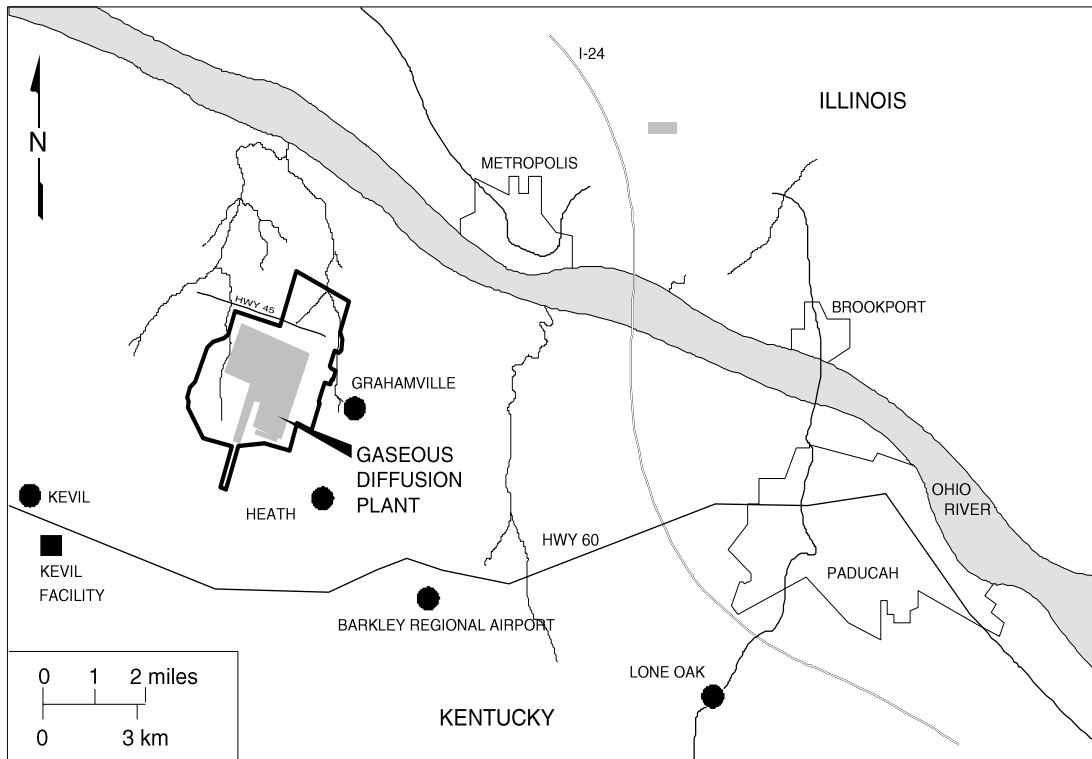 I-24
ILLINOIS
N
METROPOLIS
HWY 45
BROOKPORT
GRAHAMVILLE
GASEOUS
DIFFUSION
PLANT
KEVIL
HEATH
OHIO
RIVER
HWY 60
KEVIL
FACILITY
PADUCAH
BARKLEY REGIONAL AIRPORT
LONE OAK
0 1 2 miles
0 3 km
KENTUCKY